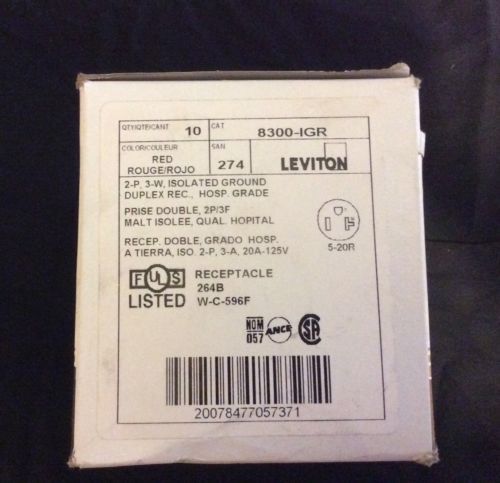 QTY/QTE/CANT 10 CAT 8300-IGR
COLOR/COULEUR SAN
RED 274 LEVITON
ROUGE/ROJO
2-P, 3-W, ISOLATED GROUND
DUPLEX REC., HOSP. GRADE
PRISE DOUBLE, 2P/3F
MALT ISOLEE, QUAL. HOPITAL
RECEP. DOBLE, GRADO HOSP. 5-20R
A TIERRA, ISO. 2-P, 3-A, 20A-125V
F UL S RECEPTACLE
264B
LISTED W-C-596F
NOM ANCE SA
057
20078477057371